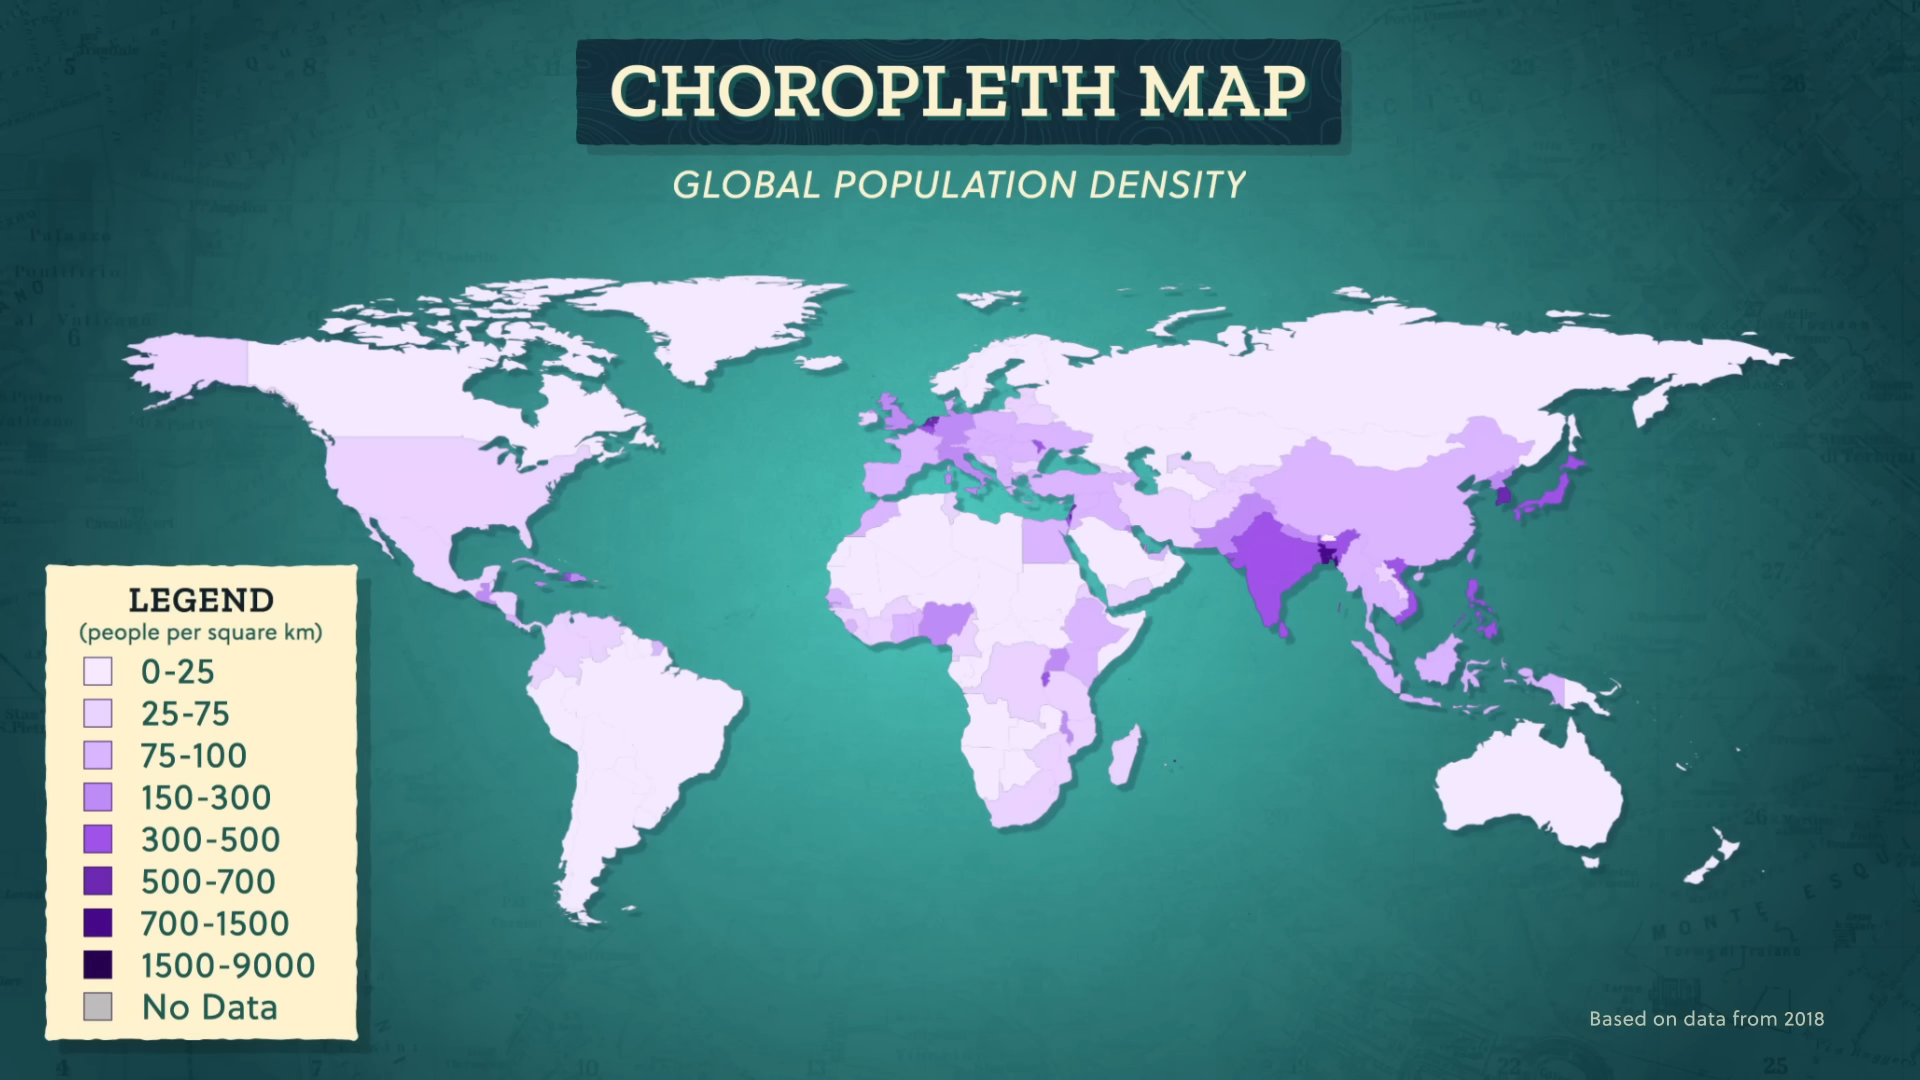 CHOROPLETH MAP
GLOBAL POPULATION DENSITY
LEGEND
(people per square km)
0-25
25-75
75-100
150-300
300-500
500-700
700-1500
1500-9000
No Data
Based on data from 2018